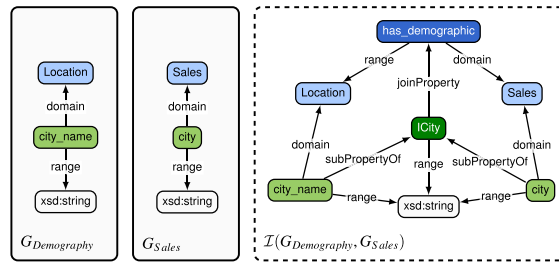 Location
domain
city_name
range
xsd:string
G_Demography
Sales
domain
city
range
xsd:string
G_Sales
has_demographic
range
domain
joinProperty
Location
Sales
ICity
domain
domain
subPropertyOf
range
subPropertyOf
city_name
range
xsd:string
range
city
I(G_Demography, G_Sales)